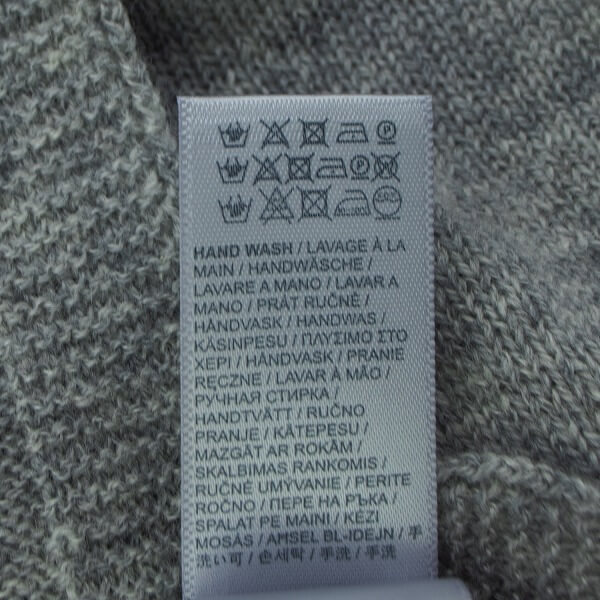 HAND WASH / LAVAGE À LA
MAIN / HANDWÄSCHE /
LAVARE A MANO / LAVAR A
MANO / PRÁT RUČNÉ /
HÅNDVASK / HANDWAS /
KÄSINPESU / ΠΛΥΣΙΜΟ ΣΤΟ
ΧΕΡΙ / HÅNDVASK / PRANIE
RĘCZNE / LAVAR À MÃO /
РУЧНАЯ СТИРКА /
HANDTVÄTT / RUČNO
PRANJE / KÄTEPESU /
MAZGĀT AR ROKĀM /
SKALBIMAS RANKOMIS /
RUČNÉ UMÝVANIE / PERITE
ROČNO / ПЕРЕ НА РЪКА /
SPALAT PE MAINI / KÉZI
MOSÁS / AĦSEL BL-IDEJN / 手
洗い可 / 손세탁 / 手洗 / 手洗